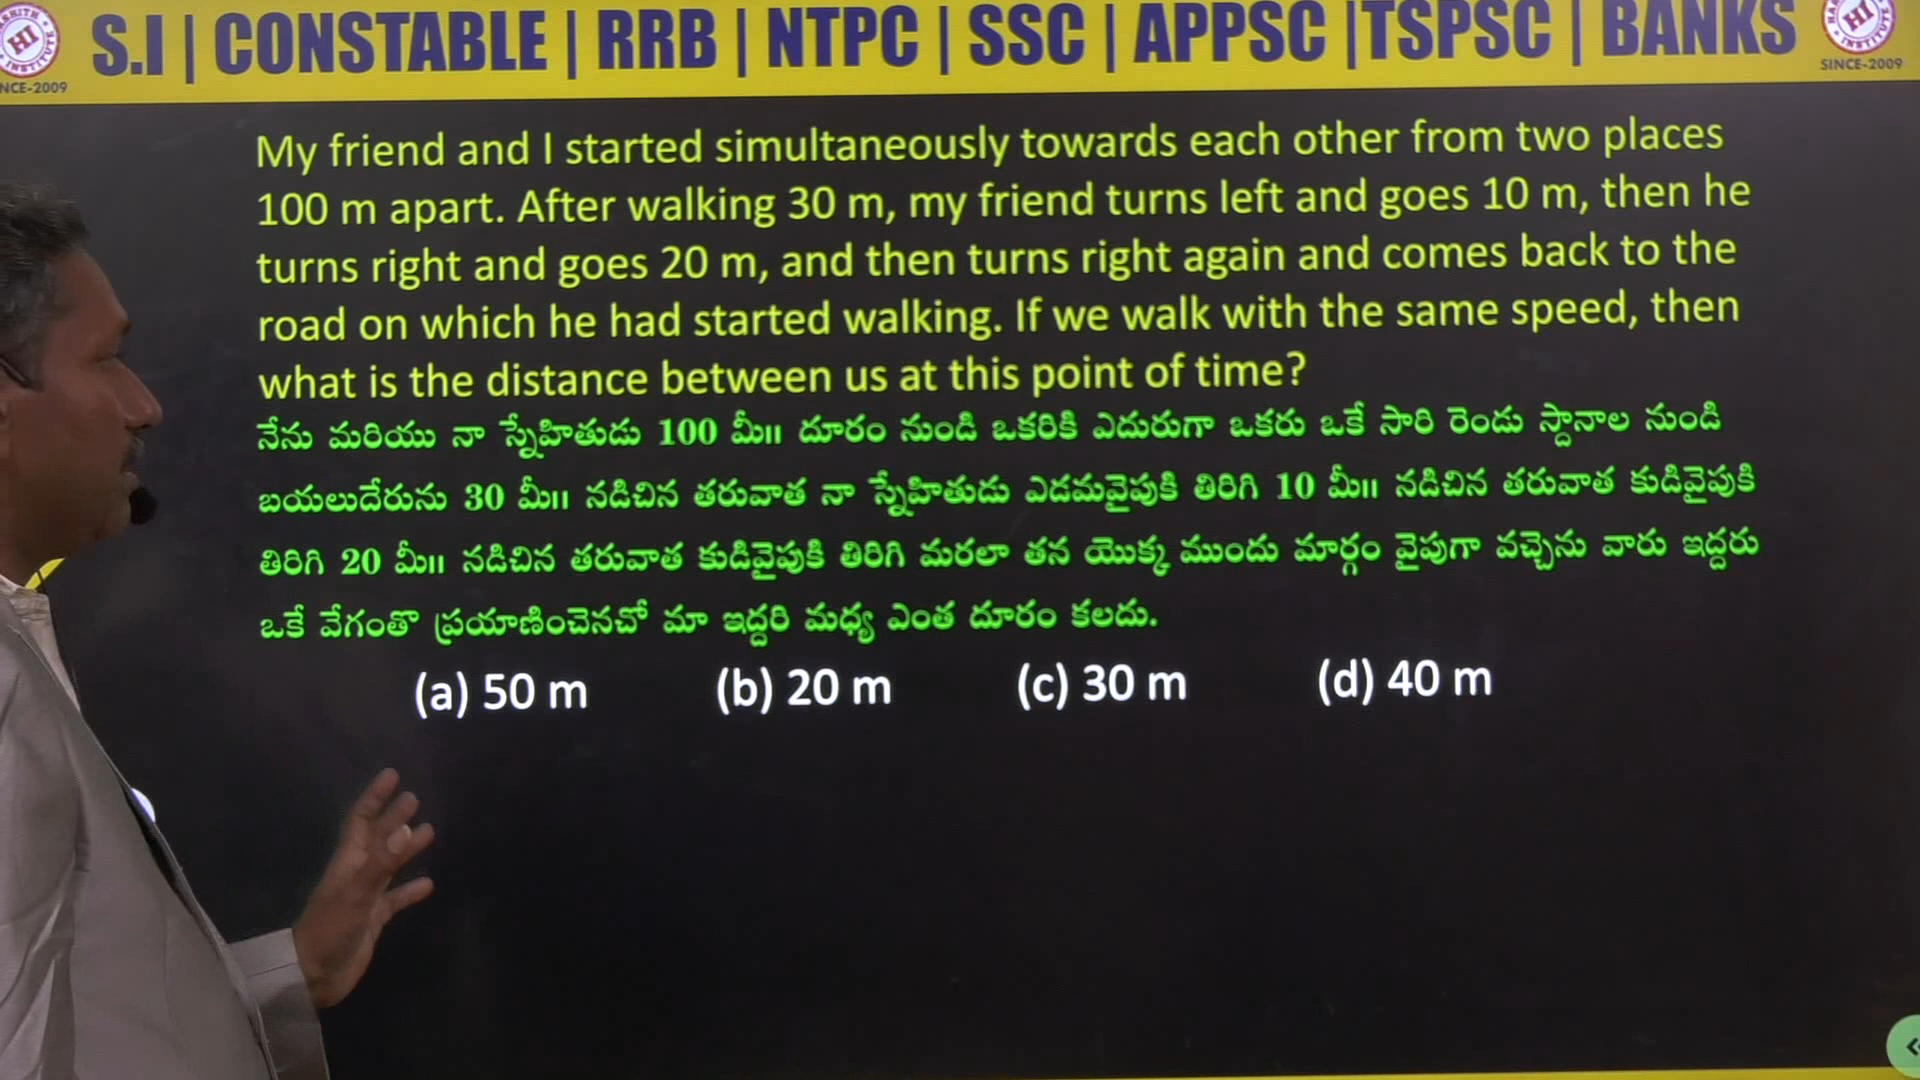 S.I | CONSTABLE | RRB | NTPC | SSC | APPSC |TSPSC | BANKS
HI
INSTITUTE
NCE-2009
HI
INSTITUTE
SINCE-2009
My friend and I started simultaneously towards each other from two places
100 m apart. After walking 30 m, my friend turns left and goes 10 m, then he
turns right and goes 20 m, and then turns right again and comes back to the
road on which he had started walking. If we walk with the same speed, then
what is the distance between us at this point of time?
నేను మరియు నా స్నేహితుడు 100 మీ॥ దూరం నుండి ఒకరికి ఎదురుగా ఒకరు ఒకే సారి రెండు స్దానాల నుండి
బయలుదేరును 30 మీ॥ నడిచిన తరువాత నా స్నేహితుడు ఎడమవైపుకి తిరిగి 10 మీ॥ నడిచిన తరువాత కుడివైపుకి
తిరిగి 20 మీ॥ నడిచిన తరువాత కుడివైపుకి తిరిగి మరలా తన యొక్క ముందు మార్గం వైపుగా వచ్చెను వారు ఇద్దరు
ఒకే వేగంతొ ప్రయాణించెనచో మా ఇద్దరి మధ్య ఎంత దూరం కలదు.
(a) 50 m (b) 20 m (c) 30 m (d) 40 m